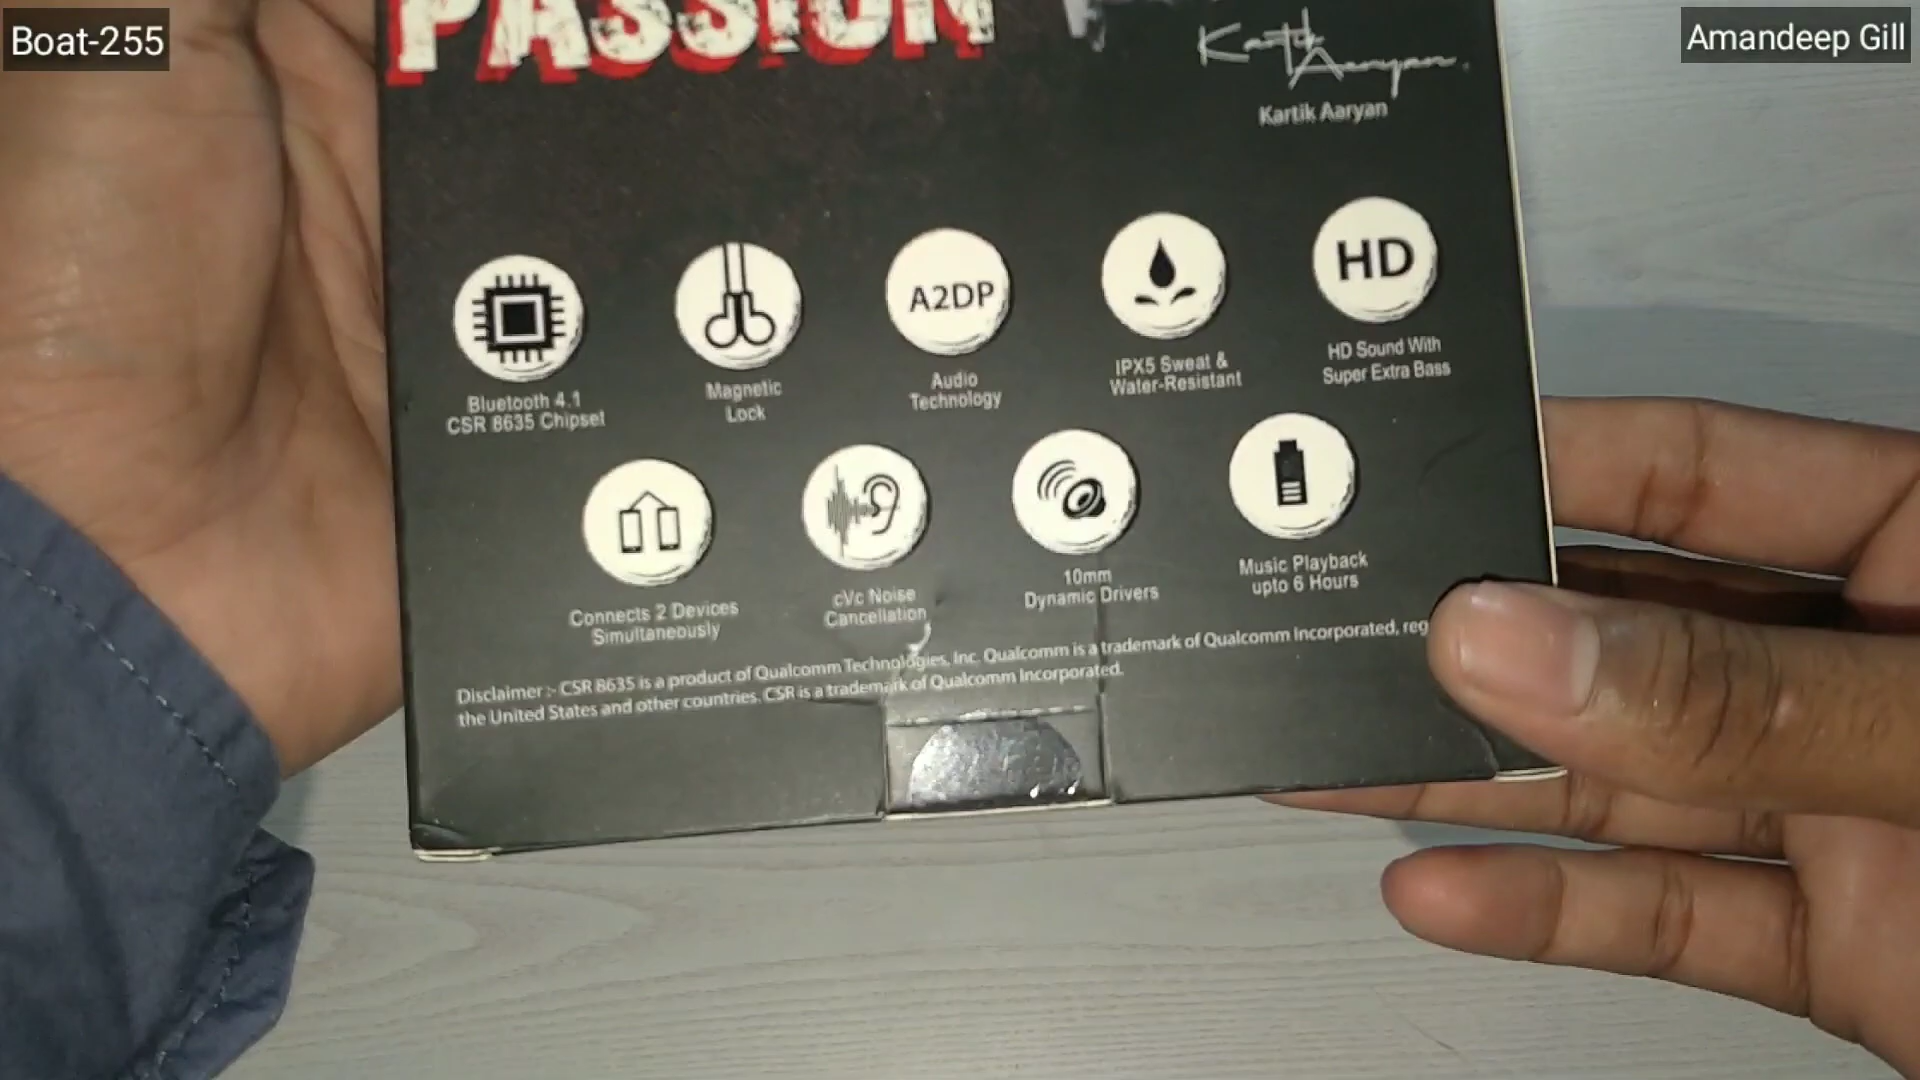 Boat-255
Amandeep Gill
PASSION
Kartik Aaryan
Kartik Aaryan
A2DP
HD
Bluetooth 4.1
CSR 8635 Chipset
Magnetic
Lock
Audio
Technology
IPX5 Sweat &
Water-Resistant
HD Sound With
Super Extra Bass
Connects 2 Devices
Simultaneously
cVc Noise
Cancellation
10mm
Dynamic Drivers
Music Playback
upto 6 Hours
Disclaimer :- CSR 8635 is a product of Qualcomm Technologies, Inc. Qualcomm is a trademark of Qualcomm Incorporated, reg
the United States and other countries. CSR is a trademark of Qualcomm Incorporated.